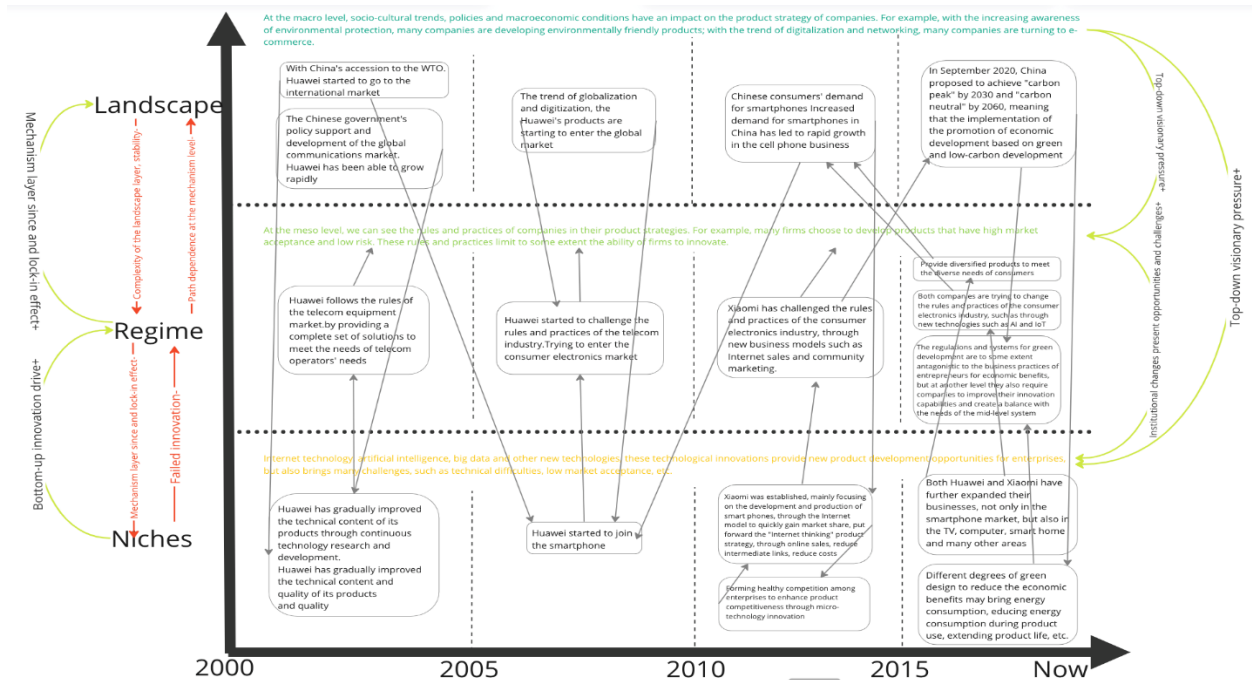 At the macro level, socio-cultural trends, policies and macroeconomic conditions have an impact on the product strategy of companies. For example, with the increasing awareness
of environmental protection, many companies are developing environmentally friendly products; with the trend of digitalization and networking, many companies are turning to e-
commerce.
Landscape
Regime
Niches
Mechanism layer since and lock-in effect+
Bottum-un innovation drive+
Complexity of the landscape layer, stability-
Path dependence at the mechanism level-
Mechanism layer since and lock-in effect-
Failed innovation-
With China's accession to the WTO.
Huawei started to go to the
international market
The Chinese government's
policy support and
development of the global
communications market.
Huawei has been able to grow
rapidly
The trend of globalization
and digitization, the
Huawei's products are
starting to enter the global
market
Chinese consumers' demand
for smartphones Increased
demand for smartphones in
China has led to rapid growth
in the cell phone business
In September 2020, China
proposed to achieve "carbon
peak" by 2030 and "carbon
neutral" by 2060, meaning
that the implementation of
the promotion of economic
development based on green
and low-carbon development
At the meso level, we can see the rules and practices of companies in their product strategies. For example, many firms choose to develop products that have high market
acceptance and low risk. These rules and practices limit to some extent the ability of firms to innovate.
Huawei follows the rules of
the telecom equipment
market.by providing a
complete set of solutions to
meet the needs of telecom
operators' needs
Huawei started to challenge the
rules and practices of the telecom
industry.Trying to enter the
consumer electronics market
Xiaomi has challenged the rules
and practices of the consumer
electronics industry, through
new business models such as
Internet sales and community
marketing.
Provide diversified products to meet
the diverse needs of consumers
Both companies are trying to change
the rules and practices of the consumer
electronics industry, such as through
new technologies such as AI and IoT
The regulations and systems for green
development are to some extent
antagonistic to the business practices of
entrepreneurs for economic benefits,
but at another level they also require
companies to improve their innovation
capabilities and create a balance with
the needs of the mid-level system
Internet technology, artificial intelligence, big data and other new technologies, these technological innovations provide new product development opportunities for enterprises,
but also brings many challenges, such as technical difficulties, low market acceptance, etc.
Huawei has gradually improved
the technical content of its
products through continuous
technology research and
development.
Huawei has gradually improved
the technical content and
quality of its products
and quality
Huawei started to join
the smartphone
Xiaomi was established, mainly focusing
on the development and production of
smart phones, through the Internet
model to quickly gain market share, put
forward the "Internet thinking" product
strategy, through online sales, reduce
intermediate links, reduce costs
Forming healthy competition among
enterprises to enhance product
competitiveness through micro-
technology innovation
Both Huawei and Xiaomi have
further expanded their
businesses, not only in the
smartphone market, but also in
the TV, computer, smart home
and many other areas
Different degrees of green
design to reduce the economic
benefits may bring energy
consumption, educing energy
consumption during product
use, extending product life, etc.
Top-down visionary pressure+
Institutional changes present opportunities and challenges+
Top-down visionary pressure+
2000
2005
2010
2015
Now